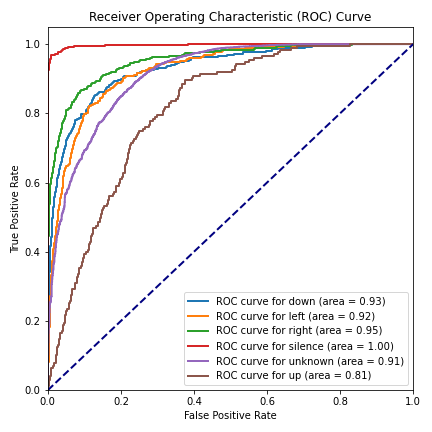 Receiver Operating Characteristic (ROC) Curve
1.0
0.8
0.6
0.4
0.2
0.0
True Positive Rate
ROC curve for down (area = 0.93)
ROC curve for left (area = 0.92)
ROC curve for right (area = 0.95)
ROC curve for silence (area = 1.00)
ROC curve for unknown (area = 0.91)
ROC curve for up (area = 0.81)
0.0 0.2 0.4 0.6 0.8 1.0
False Positive Rate